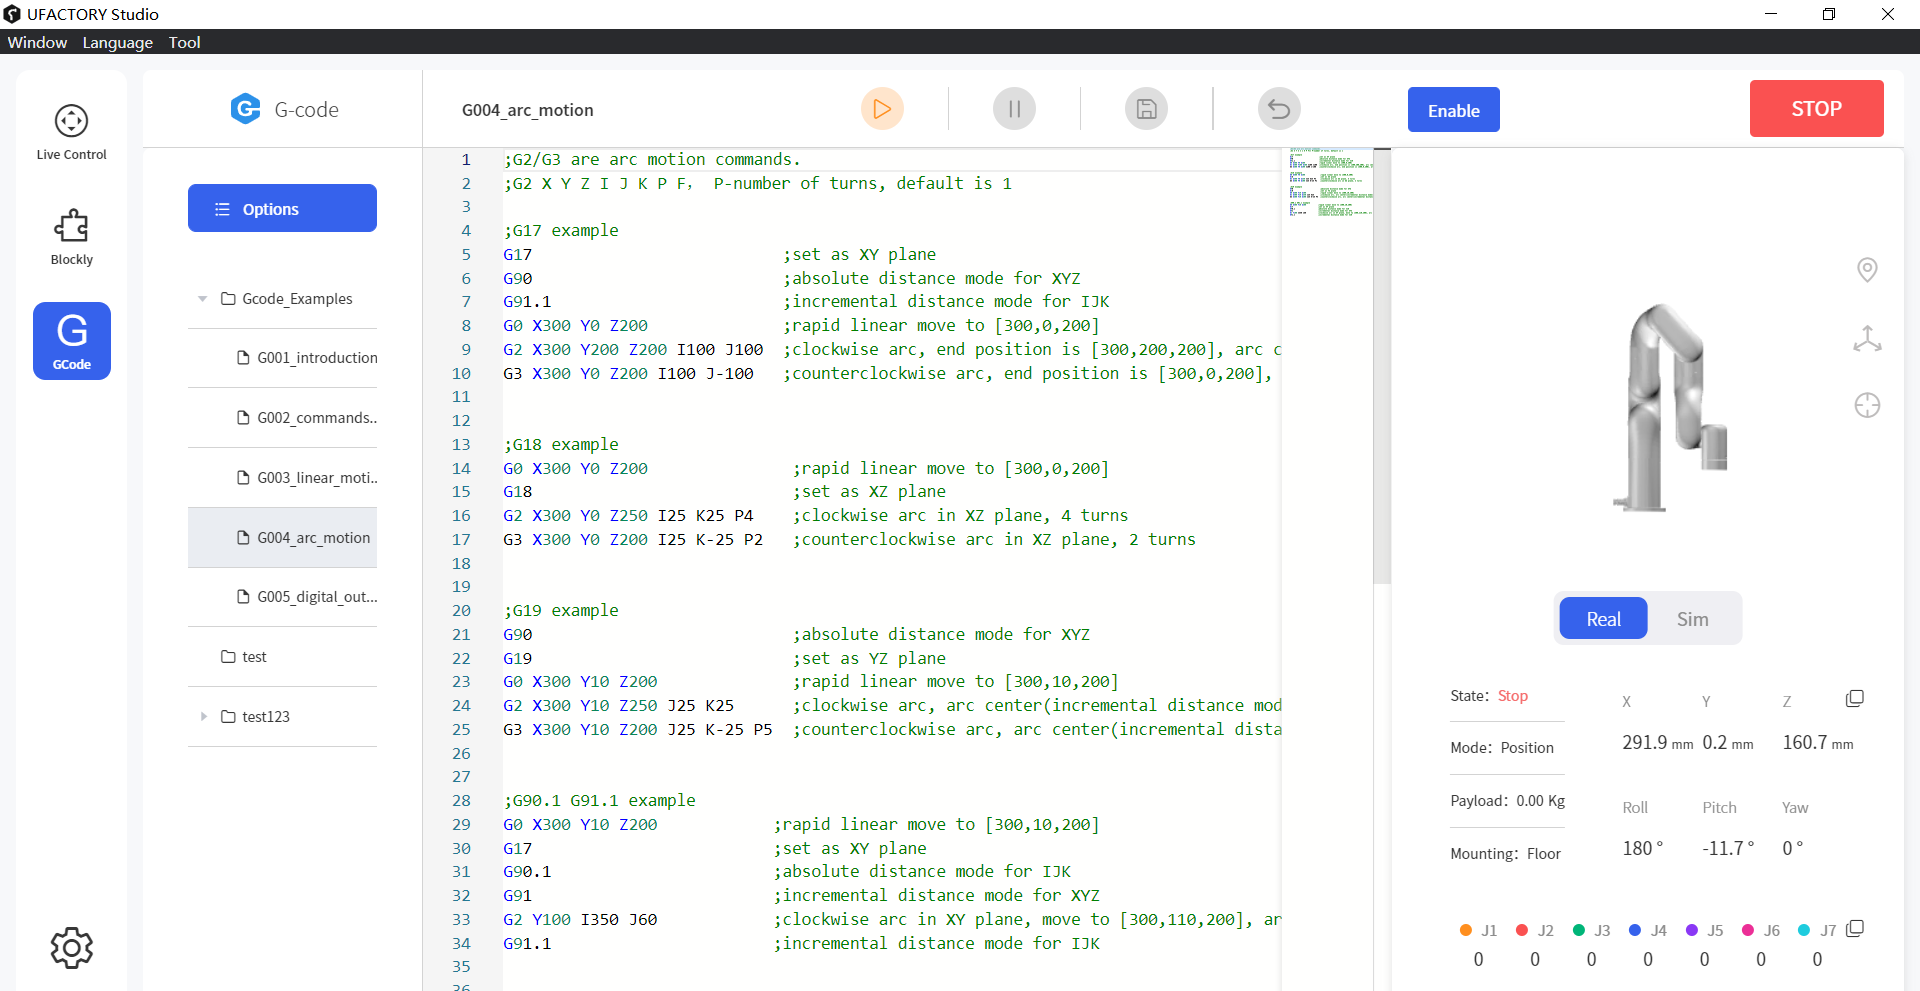 UFACTORY Studio
Window Language Tool
Live Control
Blockly
G
GCode
G G-code
Options
Gcode_Examples
G001_introduction
G002_commands..
G003_linear_moti..
G004_arc_motion
G005_digital_out...
test
test123
G004_arc_motion
Enable
STOP
1 ;G2/G3 are arc motion commands.
2 ;G2 X Y Z I J K P F， P-number of turns, default is 1
3
4 ;G17 example
5 G17 ;set as XY plane
6 G90 ;absolute distance mode for XYZ
7 G91.1 ;incremental distance mode for IJK
8 G0 X300 Y0 Z200 ;rapid linear move to [300,0,200]
9 G2 X300 Y200 Z200 I100 J100 ;clockwise arc, end position is [300,200,200], arc c
10 G3 X300 Y0 Z200 I100 J-100 ;counterclockwise arc, end position is [300,0,200],
11
12
13 ;G18 example
14 G0 X300 Y0 Z200 ;rapid linear move to [300,0,200]
15 G18 ;set as XZ plane
16 G2 X300 Y0 Z250 I25 K25 P4 ;clockwise arc in XZ plane, 4 turns
17 G3 X300 Y0 Z200 I25 K-25 P2 ;counterclockwise arc in XZ plane, 2 turns
18
19
20 ;G19 example
21 G90 ;absolute distance mode for XYZ
22 G19 ;set as YZ plane
23 G0 X300 Y10 Z200 ;rapid linear move to [300,10,200]
24 G2 X300 Y10 Z250 J25 K25 ;clockwise arc, arc center(incremental distance mod
25 G3 X300 Y10 Z200 J25 K-25 P5 ;counterclockwise arc, arc center(incremental dista
26
27
28 ;G90.1 G91.1 example
29 G0 X300 Y10 Z200 ;rapid linear move to [300,10,200]
30 G17 ;set as XY plane
31 G90.1 ;absolute distance mode for IJK
32 G91 ;incremental distance mode for XYZ
33 G2 Y100 I350 J60 ;clockwise arc in XY plane, move to [300,110,200], ar
34 G91.1 ;incremental distance mode for IJK
35
36
Real Sim
State: Stop
Mode: Position
Payload: 0.00 Kg
Mounting: Floor
X Y Z
291.9 mm 0.2 mm 160.7 mm
Roll Pitch Yaw
180 ° -11.7 ° 0 °
J1 J2 J3 J4 J5 J6 J7
0 0 0 0 0 0 0